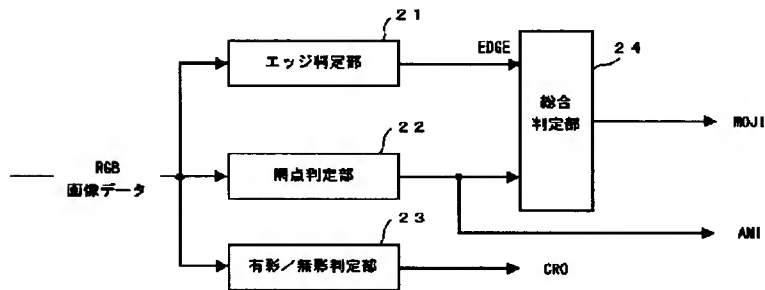 21
エッジ判定部
EDGE
24
総合
判定部
MOJI
22
RGB
画像データ
網点判定部
23
AMI
有彩/無彩判定部
CRO